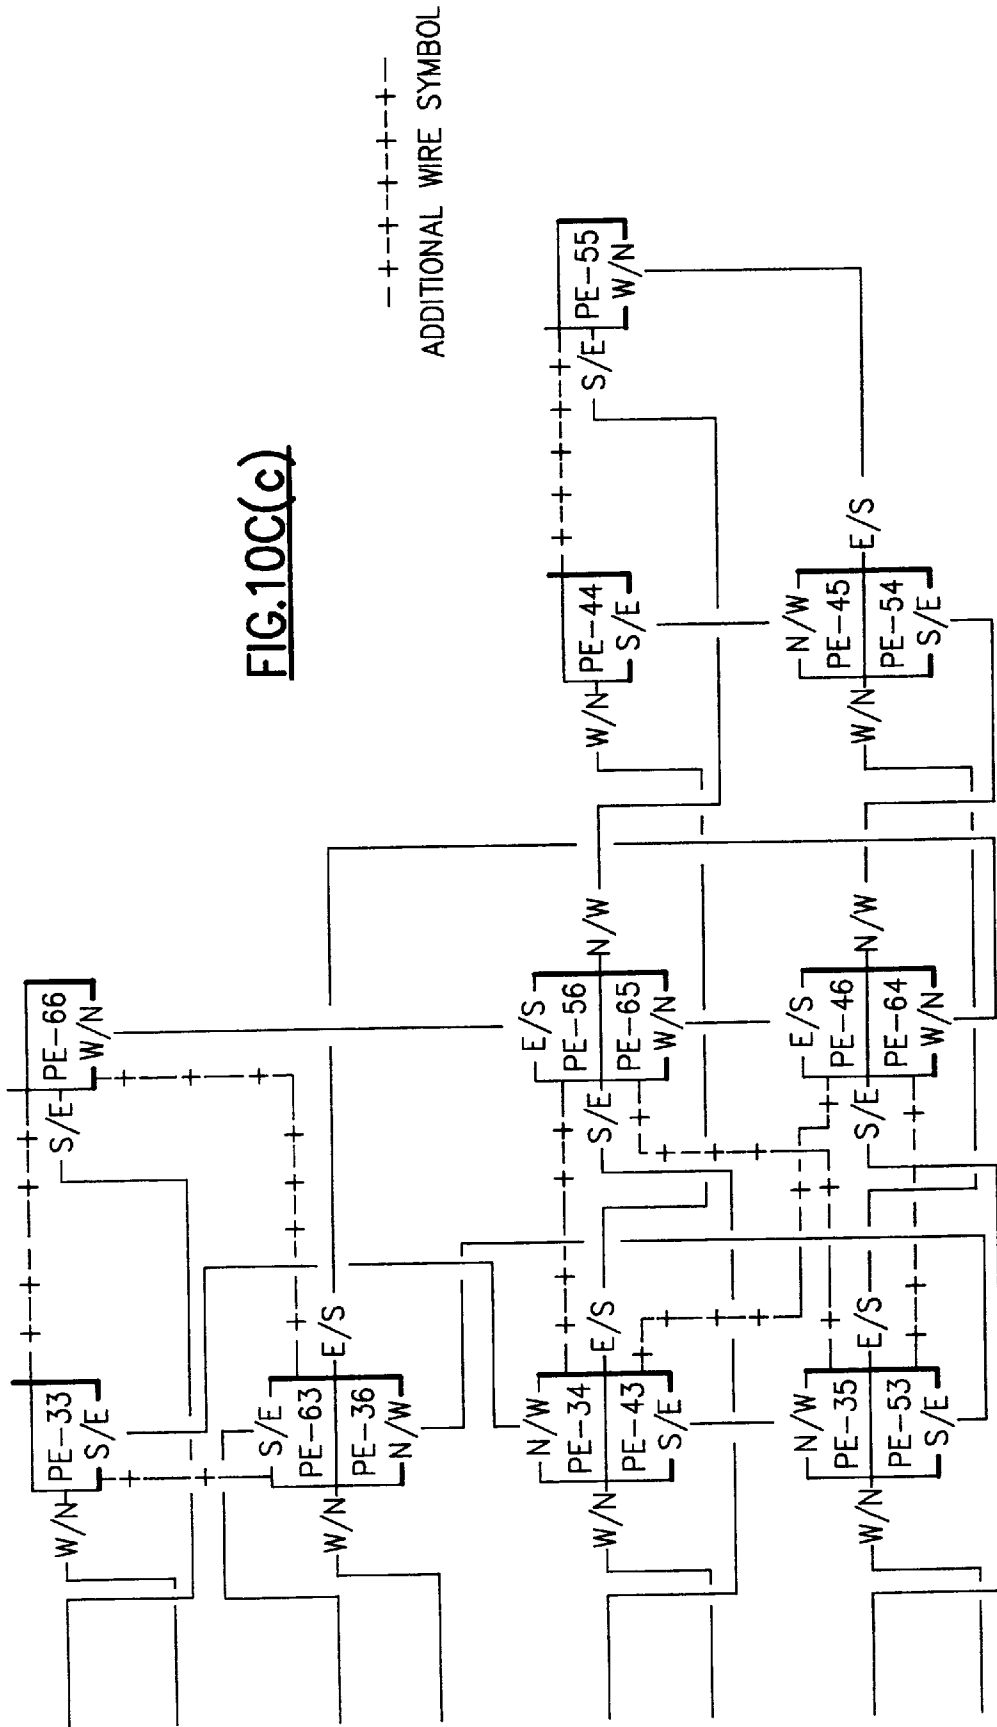 FIG.10C(c)
ADDITIONAL WIRE SYMBOL
PE-33
W/N
S/E
PE-66
S/E
W/N
S/E
PE-63
PE-36
W/N
E/S
N/W
N/W
PE-34
PE-43
W/N
E/S
S/E
E/S
PE-56
PE-65
S/E
N/W
W/N
PE-44
W/N
S/E
PE-55
S/E
W/N
N/W
PE-35
PE-53
W/N
E/S
S/E
E/S
PE-46
PE-64
S/E
N/W
W/N
N/W
PE-45
PE-54
W/N
E/S
S/E